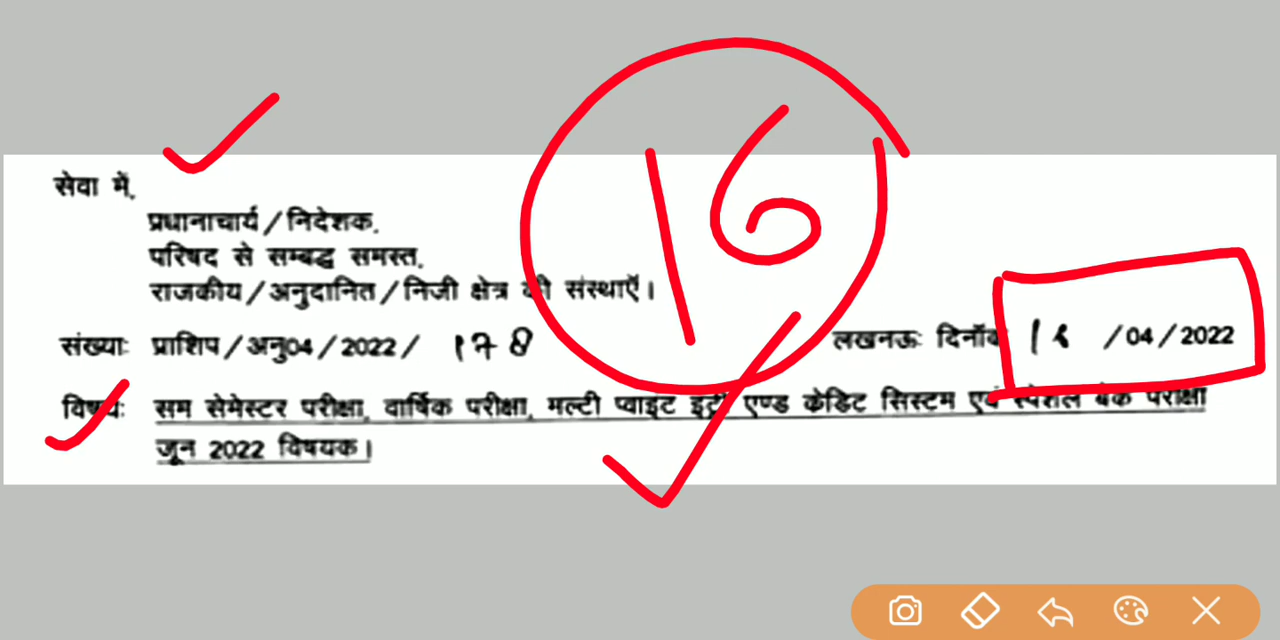 16
सेवा में,
प्रधानाचार्य/निदेशक,
परिषद से सम्बद्ध समस्त,
राजकीय/अनुदानित/निजी क्षेत्र की संस्थाऐं।
संख्याः प्राशिप/अनु04/2022/ 178 लखनऊः दिनॉक 16 /04/2022
विषयः सम सेमेस्टर परीक्षा, वार्षिक परीक्षा, मल्टी प्वाइंट इंट्री एण्ड केडिट सिस्टम एवं स्पेशल बैक परीक्षा
जून 2022 विषयक।